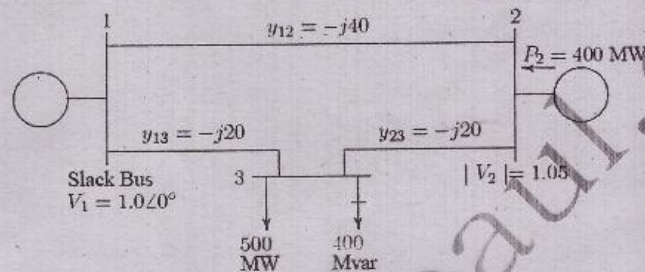 1
2
y12 = −j40
P2 = 400 MW
y13 = −j20
y23 = −j20
Slack Bus
V1 = 1.0∠0°
3
| V2 |= 1.05
500
MW
400
Mvar